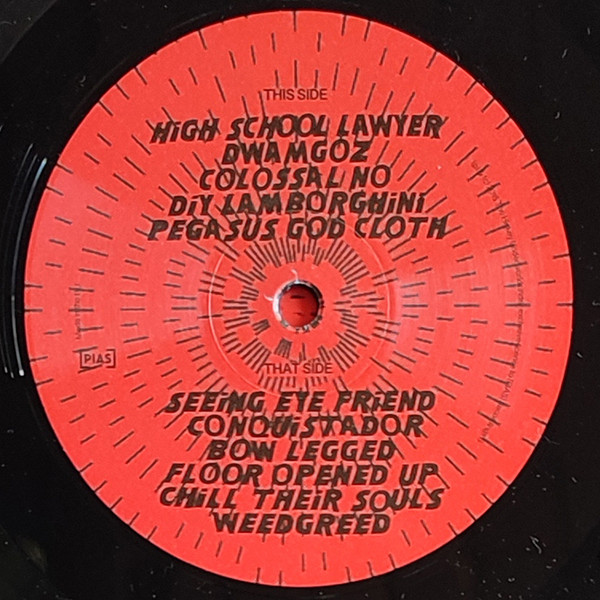 THIS SIDE
HiGH SCHOOL LAWYER
DWAMGOZ
COLOSSAL NO
DiY LAMBORGHiNi
PEGASUS GOD CLOTH
[PIAS]
THAT SIDE
SEEiNG EYE FRiEND
CONQUiSTADOR
BOW LEGGED
FLOOR OPENED UP
CHiLL THEiR SOULS
WEEDGREED